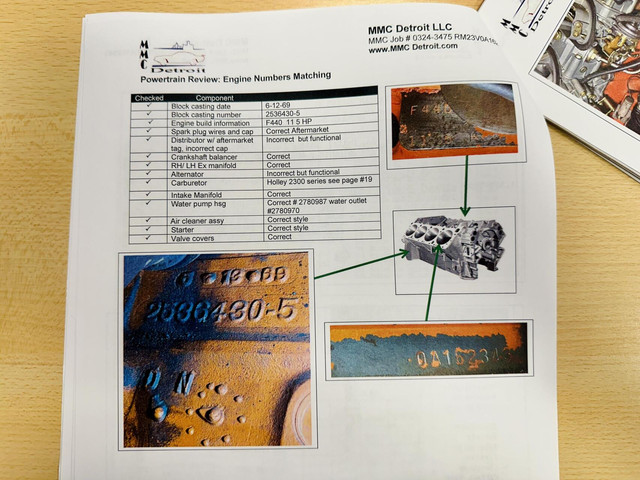 MMC
Detroit
MMC Detroit LLC
MMC Job # 0324-3475 RM23V0A16
www.MMC Detroit.com
Powertrain Review: Engine Numbers Matching
Checked Component
✓ Block casting date 6-12-69
✓ Block casting number 2536430-5
✓ Engine build information F440 11 5 HP
✓ Spark plug wires and cap Correct Aftermarket
✓ Distributor w/ aftermarket tag, incorrect cap Incorrect but functional
✓ Crankshaft balancer Correct
✓ RH/ LH Ex manifold Correct
✓ Alternator Incorrect but functional
✓ Carburetor Holley 2300 series see page #19
✓ Intake Manifold Correct
✓ Water pump hsg Correct # 2780987 water outlet #2780970
✓ Air cleaner assy Correct style
✓ Starter Correct style
✓ Valve covers Correct
6 13 69
2536430-5
Detroit